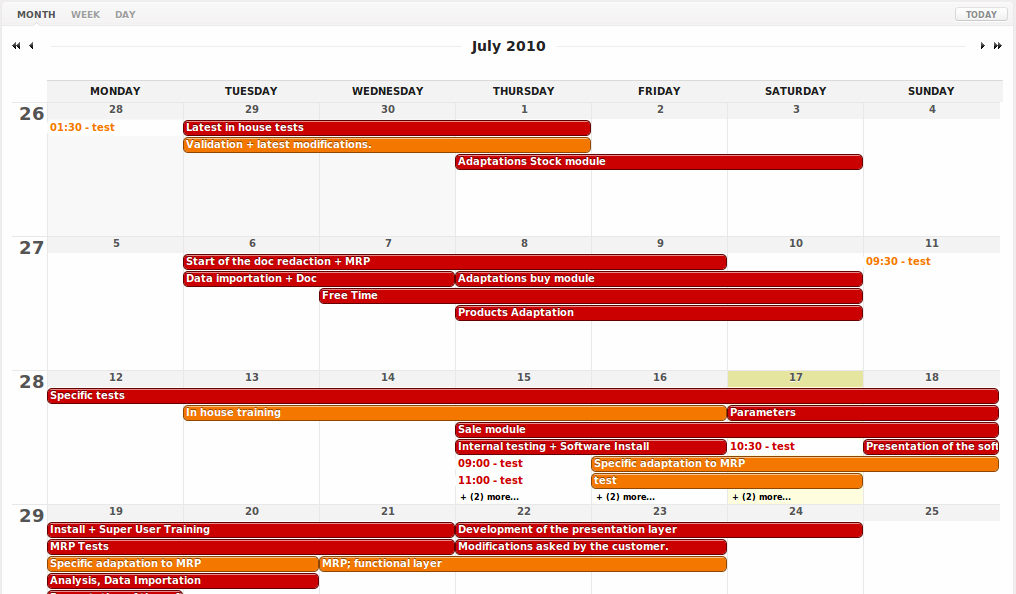 MONTH WEEK DAY TODAY
July 2010
MONDAY TUESDAY WEDNESDAY THURSDAY FRIDAY SATURDAY SUNDAY
26 28 29 30 1 2 3 4
01:30 - test Latest in house tests
Validation + latest modifications.
Adaptations Stock module
27 5 6 7 8 9 10 11
Start of the doc redaction + MRP 09:30 - test
Data importation + Doc Adaptations buy module
Free Time
Products Adaptation
28 12 13 14 15 16 17 18
Specific tests
In house training Parameters
Sale module
Internal testing + Software Install 10:30 - test Presentation of the soft
09:00 - test Specific adaptation to MRP
11:00 - test test
+ (2) more... + (2) more... + (2) more...
29 19 20 21 22 23 24 25
Install + Super User Training Development of the presentation layer
MRP Tests Modifications asked by the customer.
Specific adaptation to MRP MRP; functional layer
Analysis, Data Importation